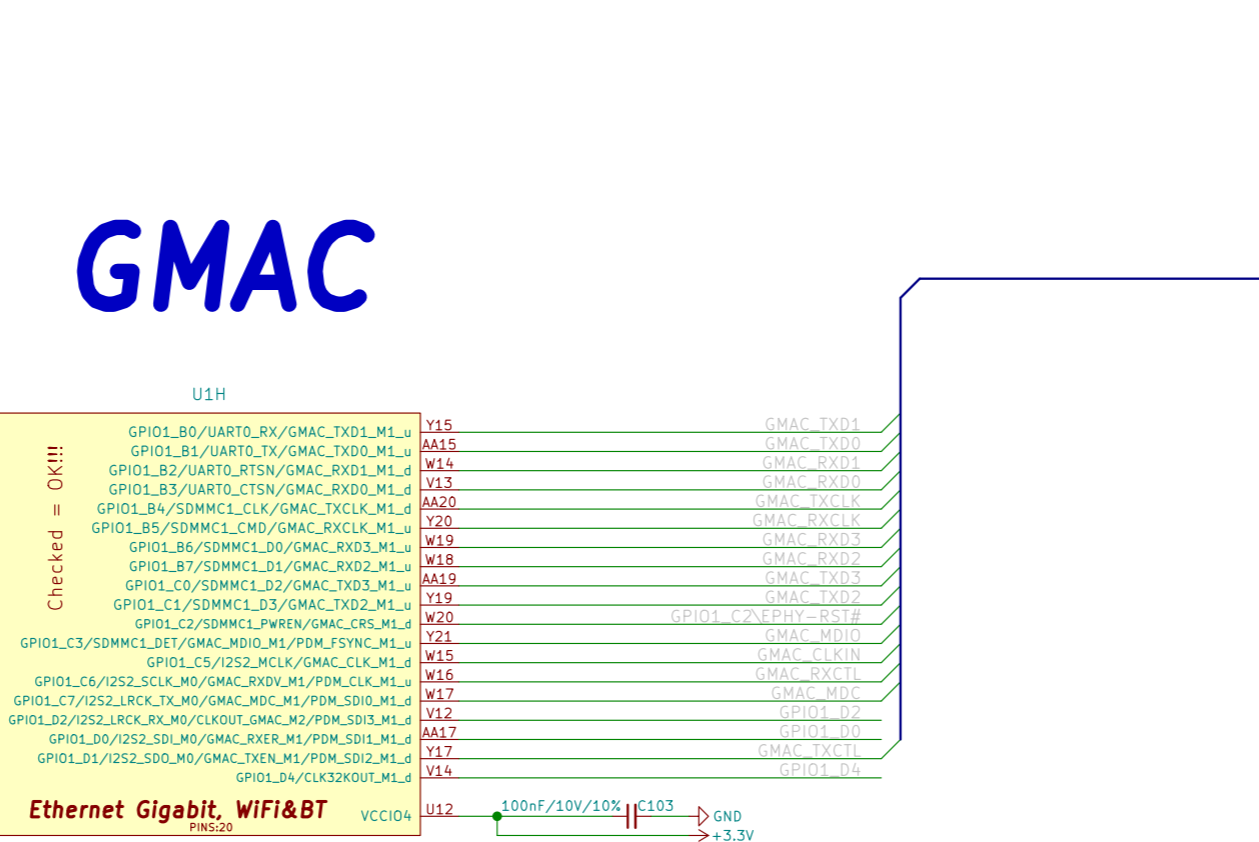 GMAC
U1H
Checked = OK!!!
GPIO1_B0/UART0_RX/GMAC_TXD1_M1_u Y15 GMAC_TXD1
GPIO1_B1/UART0_TX/GMAC_TXD0_M1_u AA15 GMAC_TXD0
GPIO1_B2/UART0_RTSN/GMAC_RXD1_M1_d W14 GMAC_RXD1
GPIO1_B3/UART0_CTSN/GMAC_RXD0_M1_d V13 GMAC_RXD0
GPIO1_B4/SDMMC1_CLK/GMAC_TXCLK_M1_d AA20 GMAC_TXCLK
GPIO1_B5/SDMMC1_CMD/GMAC_RXCLK_M1_u Y20 GMAC_RXCLK
GPIO1_B6/SDMMC1_D0/GMAC_RXD3_M1_u W19 GMAC_RXD3
GPIO1_B7/SDMMC1_D1/GMAC_RXD2_M1_u W18 GMAC_RXD2
GPIO1_C0/SDMMC1_D2/GMAC_TXD3_M1_u AA19 GMAC_TXD3
GPIO1_C1/SDMMC1_D3/GMAC_TXD2_M1_u Y19 GMAC_TXD2
GPIO1_C2/SDMMC1_PWREN/GMAC_CRS_M1_d W20 GPIO1_C2\EPHY-RST#
GPIO1_C3/SDMMC1_DET/GMAC_MDIO_M1/PDM_FSYNC_M1_u Y21 GMAC_MDIO
GPIO1_C5/I2S2_MCLK/GMAC_CLK_M1_d W15 GMAC_CLKIN
GPIO1_C6/I2S2_SCLK_M0/GMAC_RXDV_M1/PDM_CLK_M1_u W16 GMAC_RXCTL
GPIO1_C7/I2S2_LRCK_TX_M0/GMAC_MDC_M1/PDM_SDI0_M1_d W17 GMAC_MDC
GPIO1_D2/I2S2_LRCK_RX_M0/CLKOUT_GMAC_M2/PDM_SDI3_M1_d V12 GPIO1_D2
GPIO1_D0/I2S2_SDI_M0/GMAC_RXER_M1/PDM_SDI1_M1_d AA17 GPIO1_D0
GPIO1_D1/I2S2_SDO_M0/GMAC_TXEN_M1/PDM_SDI2_M1_d Y17 GMAC_TXCTL
GPIO1_D4/CLK32KOUT_M1_d V14 GPIO1_D4
Ethernet Gigabit, WiFi&BT VCCIO4 U12 100nF/10V/10% C103 GND
PINS:20
+3.3V